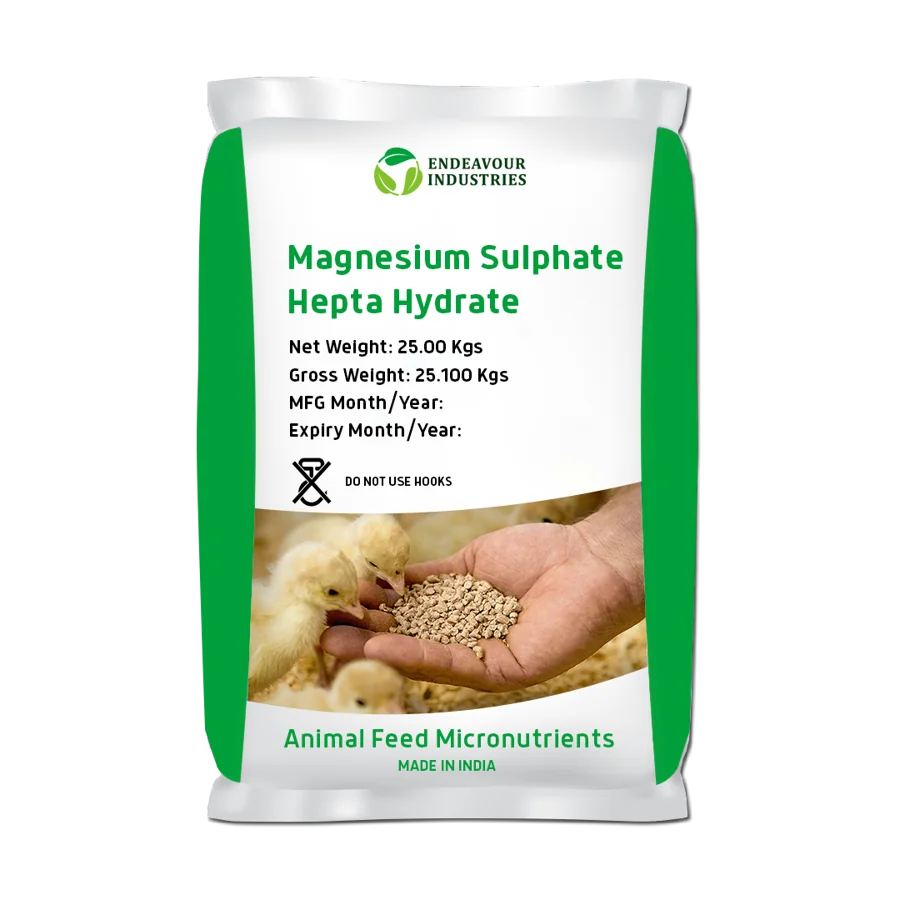 ENDEAVOUR
INDUSTRIES
Magnesium Sulphate
Hepta Hydrate
Net Weight: 25.00 Kgs
Gross Weight: 25.100 Kgs
MFG Month/Year:
Expiry Month/Year:
DO NOT USE HOOKS
Animal Feed Micronutrients
MADE IN INDIA